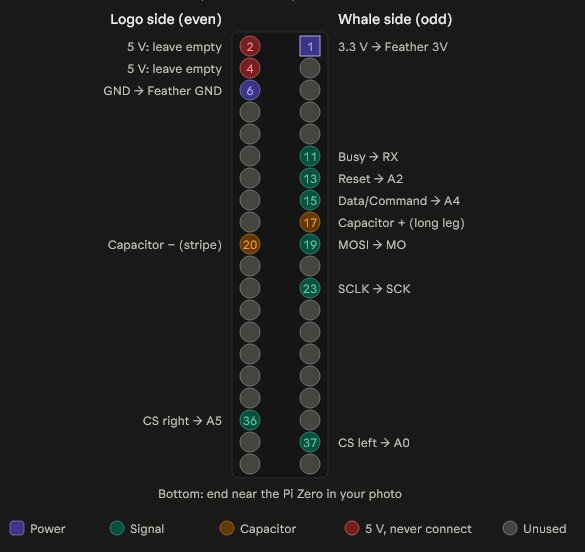 Logo side (even) Whale side (odd)
5 V: leave empty 2 1 3.3 V → Feather 3V
5 V: leave empty 4
GND → Feather GND 6
11 Busy → RX
13 Reset → A2
15 Data/Command → A4
17 Capacitor + (long leg)
Capacitor − (stripe) 20 19 MOSI → MO
23 SCLK → SCK
CS right → A5 36
37 CS left → A0
Bottom: end near the Pi Zero in your photo
Power Signal Capacitor 5 V, never connect Unused